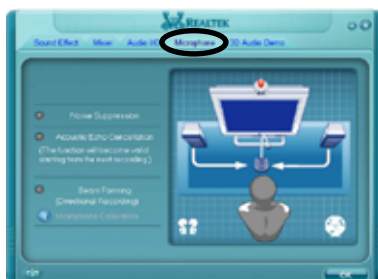 REALTEK
Sound Effect Mixer Audio I/O Microphone 3D Audio Demo
Noise Suppression
Acoustic Echo Cancellation
(The function will become valid
starting from the next recording.)
Beam Forming
(Directional Recording)
Microphone Calibration
OK